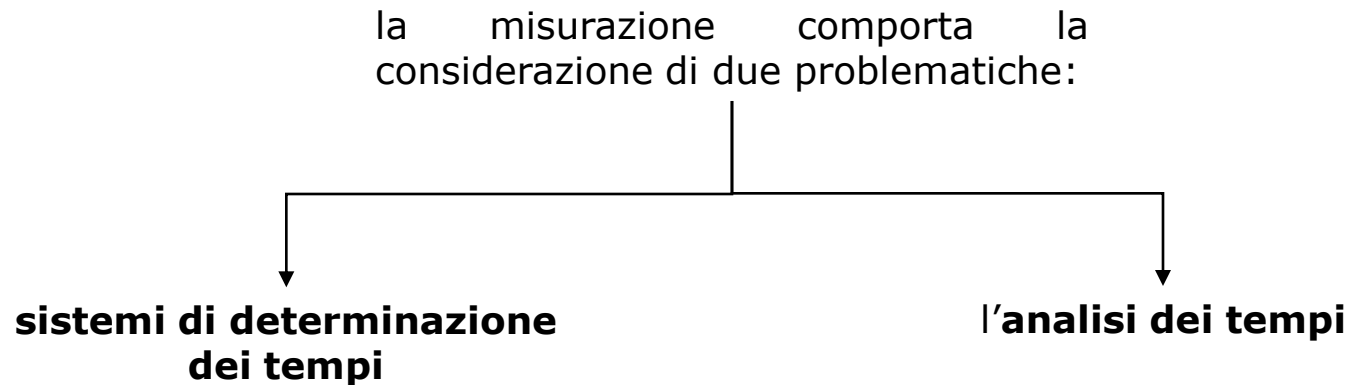 la misurazione comporta la
considerazione di due problematiche:
sistemi di determinazione
dei tempi
l’analisi dei tempi